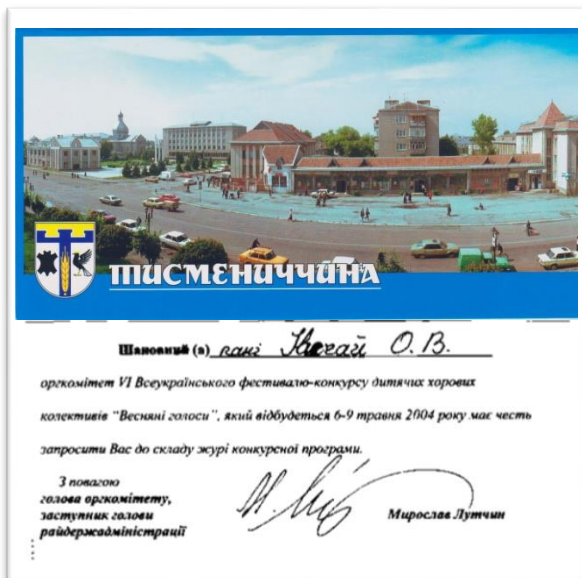 ТИСМЕНИЧЧИНА
Шановний (а) пані О. В.
оргкомітет VI Всеукраїнського фестивалю-конкурсу дитячих хорових
колективів "Весняні голоси", який відбудеться 6-9 травня 2004 року має честь
запросити Вас до складу журі конкурсної програми.
З повагою
голова оргкомітету,
заступник голови
райдержадміністрації
Мирослав Лутчин